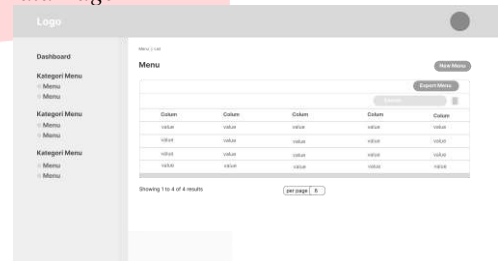 Logo
Dashboard
Kategori Menu
Menu
Menu
Kategori Menu
Menu
Menu
Kategori Menu
Menu
Menu
Menu
New Menu
Export Menu
Colum Colum Colum Colum Colum
value value value value value
value value value value value
value value value value value
value value value value value
Showing 1 to 4 of 4 results
per page